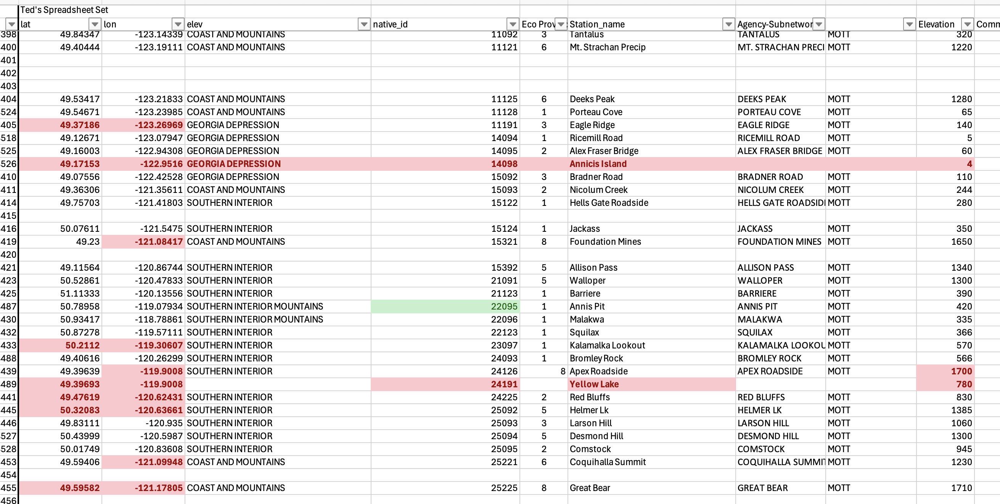 Ted's Spreadsheet Set
lat lon elev native_id Eco Prov Station_name Agency-Subnetwor Elevation Comm
398 49.84347 -123.14339 COAST AND MOUNTAINS 11092 3 Tantalus TANTALUS MOTT 320
400 49.40444 -123.19111 COAST AND MOUNTAINS 11121 6 Mt. Strachan Precip MT. STRACHAN PRECI MOTT 1220
401
402
403
404 49.53417 -123.21833 COAST AND MOUNTAINS 11125 6 Deeks Peak DEEKS PEAK MOTT 1280
524 49.54671 -123.23985 COAST AND MOUNTAINS 11128 1 Porteau Cove PORTEAU COVE MOTT 65
405 49.37186 -123.26969 GEORGIA DEPRESSION 11191 3 Eagle Ridge EAGLE RIDGE MOTT 140
518 49.12671 -123.07947 GEORGIA DEPRESSION 14094 1 Ricemill Road RICEMILL ROAD MOTT 5
525 49.16003 -122.94308 GEORGIA DEPRESSION 14095 2 Alex Fraser Bridge ALEX FRASER BRIDGE MOTT 60
526 49.17153 -122.9516 GEORGIA DEPRESSION 14098 Annicis Island 4
410 49.07556 -122.42528 GEORGIA DEPRESSION 15092 3 Bradner Road BRADNER ROAD MOTT 110
411 49.36306 -121.35611 COAST AND MOUNTAINS 15093 2 Nicolum Creek NICOLUM CREEK MOTT 244
414 49.75703 -121.41803 SOUTHERN INTERIOR 15122 1 Hells Gate Roadside HELLS GATE ROADSID MOTT 280
415
416 50.07611 -121.5475 SOUTHERN INTERIOR 15124 1 Jackass JACKASS MOTT 350
419 49.23 -121.08417 COAST AND MOUNTAINS 15321 8 Foundation Mines FOUNDATION MINES MOTT 1650
420
421 49.11564 -120.86744 SOUTHERN INTERIOR 15392 5 Allison Pass ALLISON PASS MOTT 1340
423 50.52861 -120.47833 SOUTHERN INTERIOR 21091 5 Walloper WALLOPER MOTT 1300
425 51.11333 -120.13556 SOUTHERN INTERIOR 21123 1 Barriere BARRIERE MOTT 390
487 50.78958 -119.07934 SOUTHERN INTERIOR MOUNTAINS 22095 1 Annis Pit ANNIS PIT MOTT 420
430 50.93417 -118.78861 SOUTHERN INTERIOR MOUNTAINS 22096 1 Malakwa MALAKWA MOTT 335
432 50.87278 -119.57111 SOUTHERN INTERIOR 22123 1 Squilax SQUILAX MOTT 366
433 50.2112 -119.30607 SOUTHERN INTERIOR 23097 1 Kalamalka Lookout KALAMALKA LOOKOU MOTT 570
488 49.40616 -120.26299 SOUTHERN INTERIOR 24093 1 Bromley Rock BROMLEY ROCK MOTT 566
439 49.39639 -119.9008 SOUTHERN INTERIOR 24126 8 Apex Roadside APEX ROADSIDE MOTT 1700
489 49.39693 -119.9008 24191 Yellow Lake 780
441 49.47619 -120.62431 SOUTHERN INTERIOR 24225 2 Red Bluffs RED BLUFFS MOTT 830
445 50.32083 -120.63661 SOUTHERN INTERIOR 25092 5 Helmer Lk HELMER LK MOTT 1385
446 49.83111 -120.935 SOUTHERN INTERIOR 25093 3 Larson Hill LARSON HILL MOTT 1060
527 50.43999 -120.5987 SOUTHERN INTERIOR 25094 5 Desmond Hill DESMOND HILL MOTT 1300
528 50.01749 -120.83608 SOUTHERN INTERIOR 25095 2 Comstock COMSTOCK MOTT 945
453 49.59406 -121.09948 COAST AND MOUNTAINS 25221 6 Coquihalla Summit COQUIHALLA SUMMIT MOTT 1230
454
455 49.59582 -121.17805 COAST AND MOUNTAINS 25225 8 Great Bear GREAT BEAR MOTT 1710
456